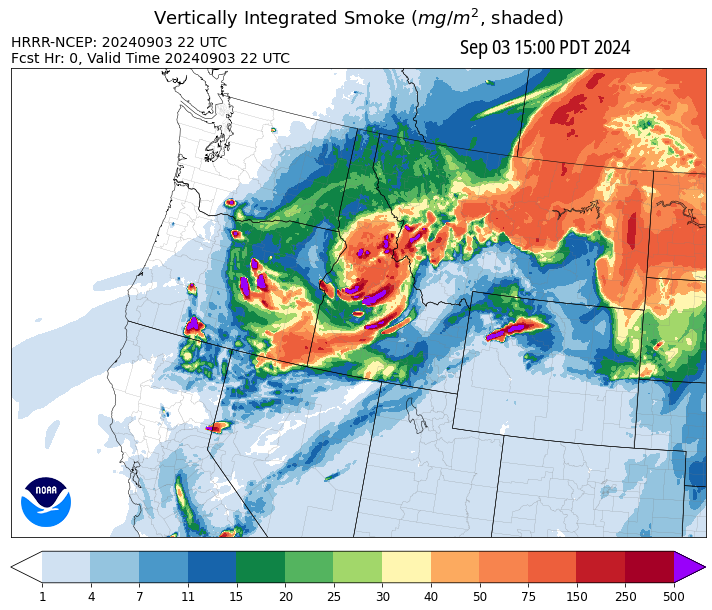 Vertically Integrated Smoke (mg/m², shaded)
HRRR-NCEP: 20240903 22 UTC
Fcst Hr: 0, Valid Time 20240903 22 UTC
Sep 03 15:00 PDT 2024
NOAA
1 4 7 11 15 20 25 30 40 50 75 150 250 500